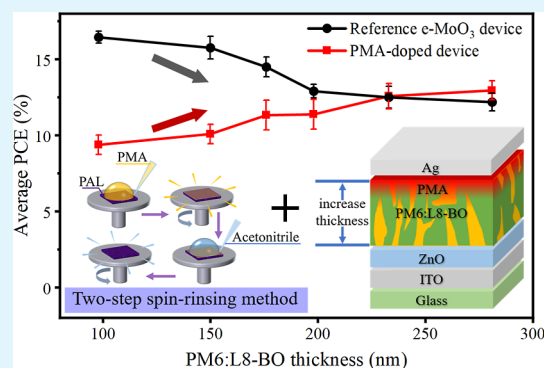 Reference e-MoO₃ device
PMA-doped device
Average PCE (%)
15
10
5
0
PMA
PAL
Acetonitrile
Two-step spin-rinsing method
+
increase
thickness
Ag
PMA
PM6:L8-BO
ZnO
ITO
Glass
100
150
200
250
300
PM6:L8-BO thickness (nm)